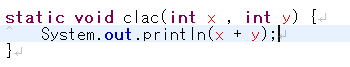 static void clac(int x , int y) {
System.out.println(x + y);
}